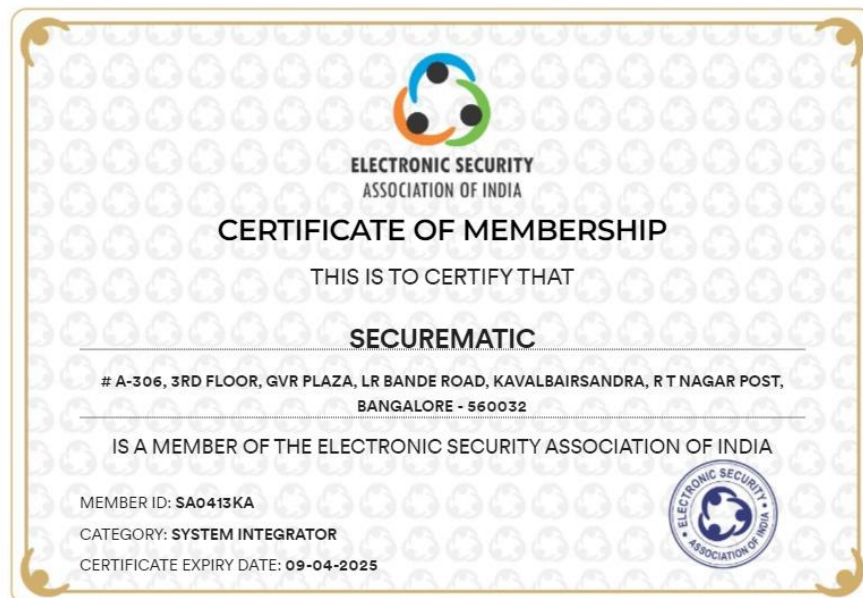 ELECTRONIC SECURITY
ASSOCIATION OF INDIA
CERTIFICATE OF MEMBERSHIP
THIS IS TO CERTIFY THAT
SECUREMATIC
# A-306, 3RD FLOOR, GVR PLAZA, LR BANDE ROAD, KAVALBAIRSANDRA, R T NAGAR POST,
BANGALORE - 560032
IS A MEMBER OF THE ELECTRONIC SECURITY ASSOCIATION OF INDIA
MEMBER ID: SA0413KA
CATEGORY: SYSTEM INTEGRATOR
CERTIFICATE EXPIRY DATE: 09-04-2025
ELECTRONIC SECURITY
ASSOCIATION OF INDIA